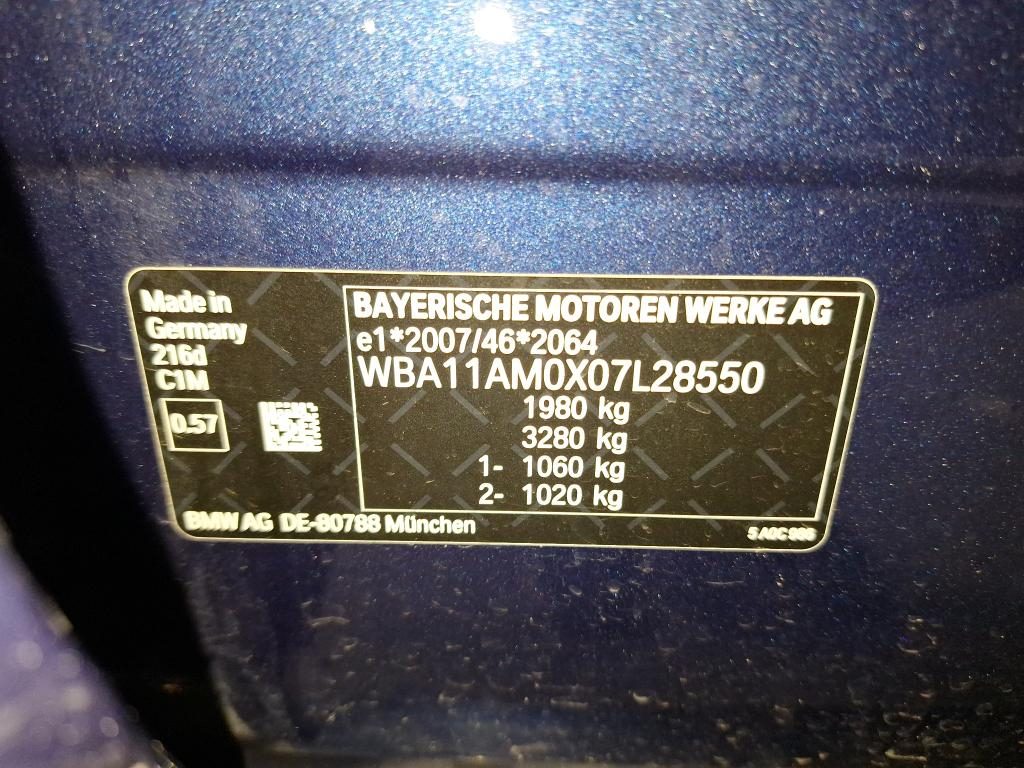 Made in
Germany
216d
C1M
0.57
BAYERISCHE MOTOREN WERKE AG
e1*2007/46*2064
WBA11AM0X07L28550
1980 kg
3280 kg
1- 1060 kg
2- 1020 kg
BMW AG DE-80788 München